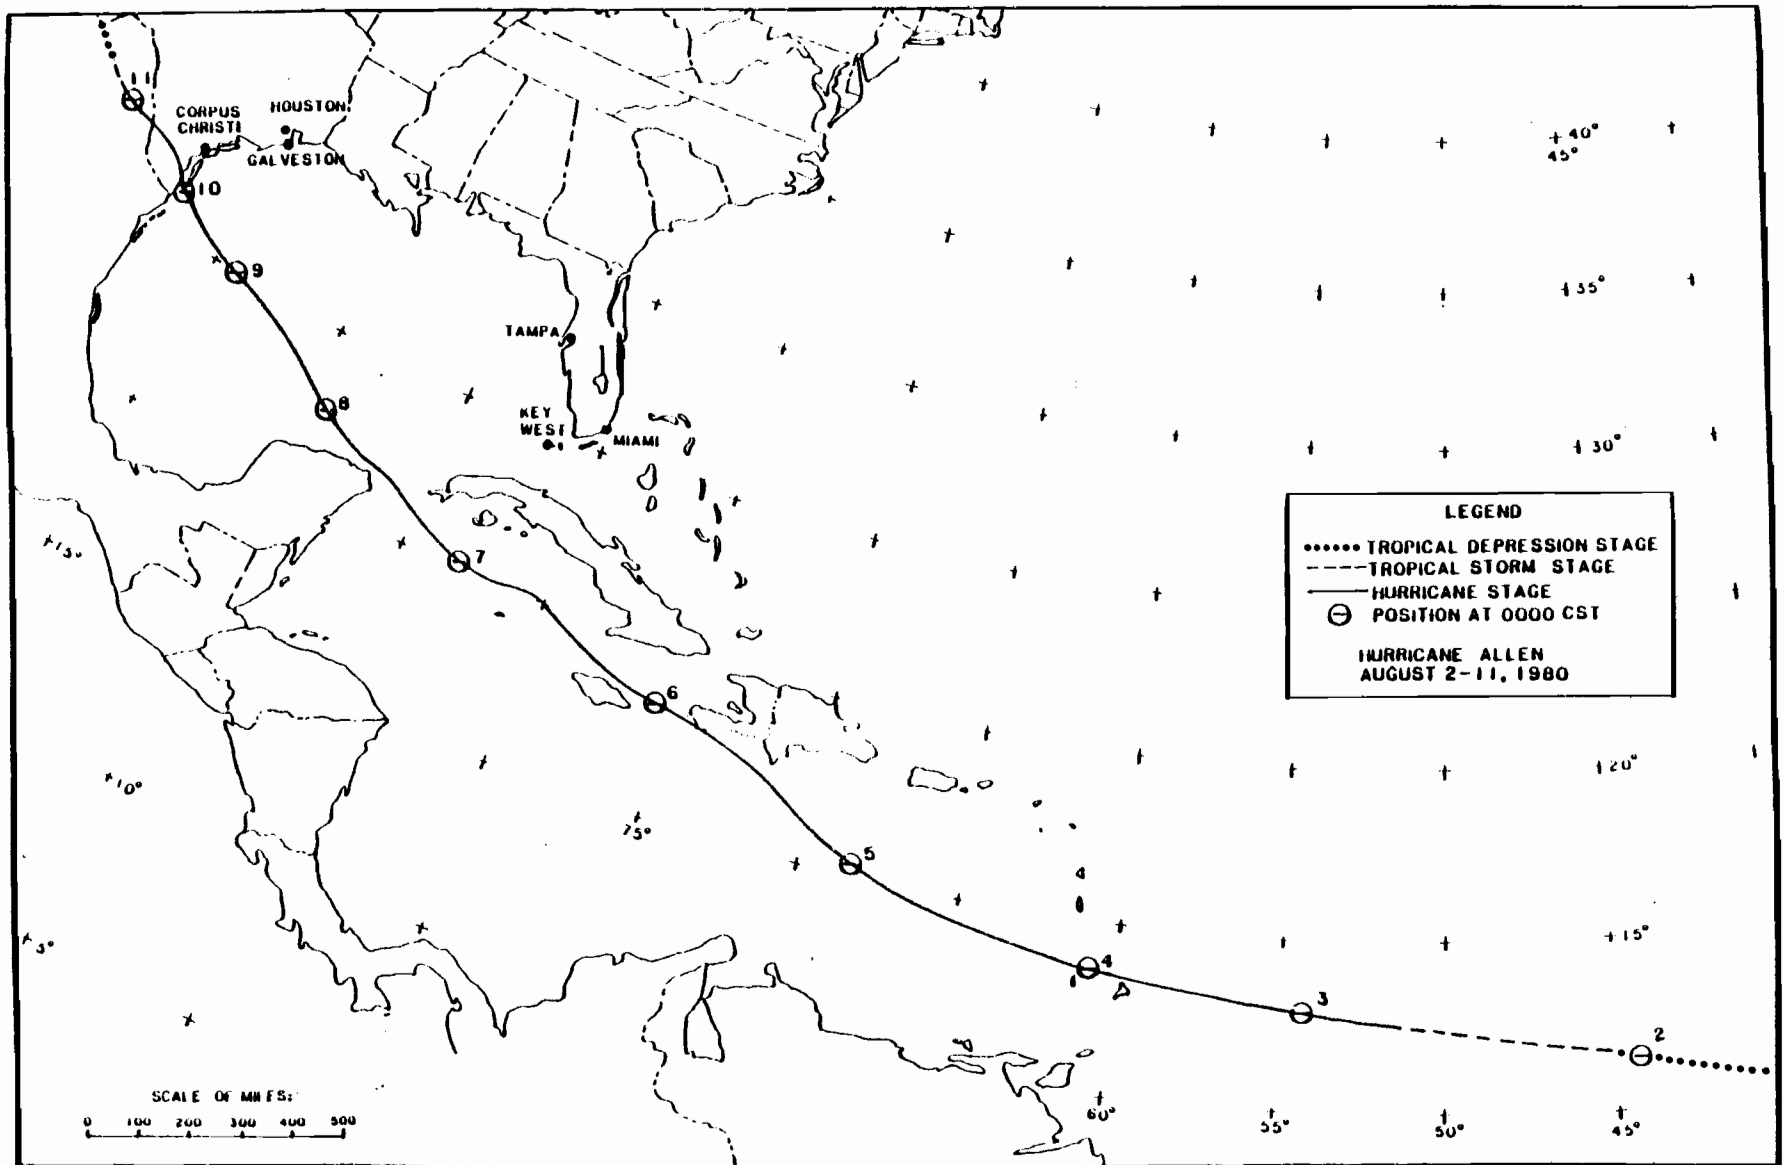 11
CORPUS
CHRISTI
HOUSTON
GALVESTON
10
9
8
TAMPA
KEY
WEST
MIAMI
7
6
5
4
3
2
40°
45°
35°
30°
20°
15°
10°
5°
75°
60°
55°
50°
45°
LEGEND
TROPICAL DEPRESSION STAGE
TROPICAL STORM STAGE
HURRICANE STAGE
POSITION AT 0000 CST
HURRICANE ALLEN
AUGUST 2-11, 1980
SCALE OF MILES:
0 100 200 300 400 500